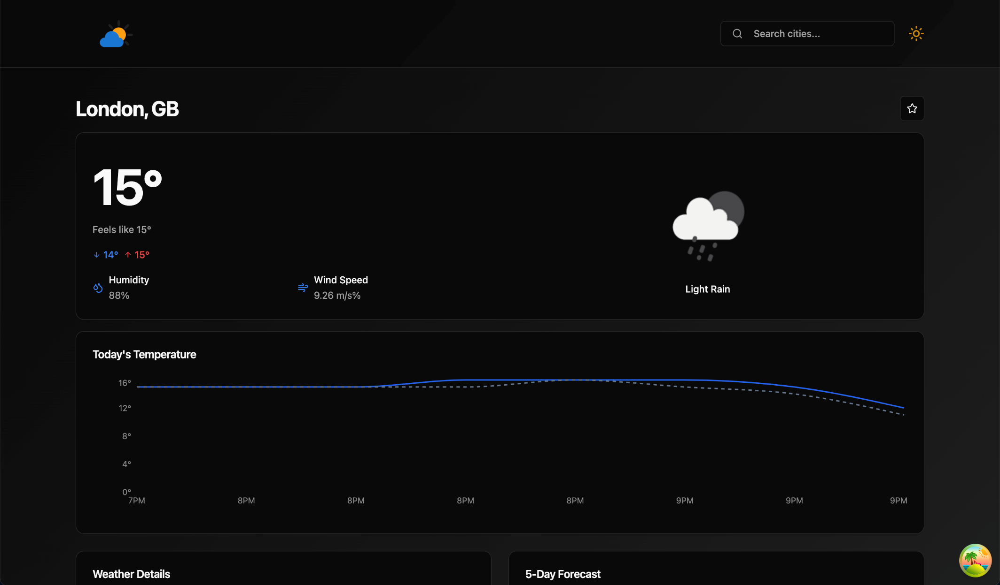 Search cities...
London, GB
15°
Feels like 15°
↓ 14° ↑ 15°
Humidity
88%
Wind Speed
9.26 m/s%
Light Rain
Today's Temperature
16°
12°
8°
4°
0°
7PM 8PM 8PM 8PM 8PM 9PM 9PM 9PM
Weather Details
5-Day Forecast